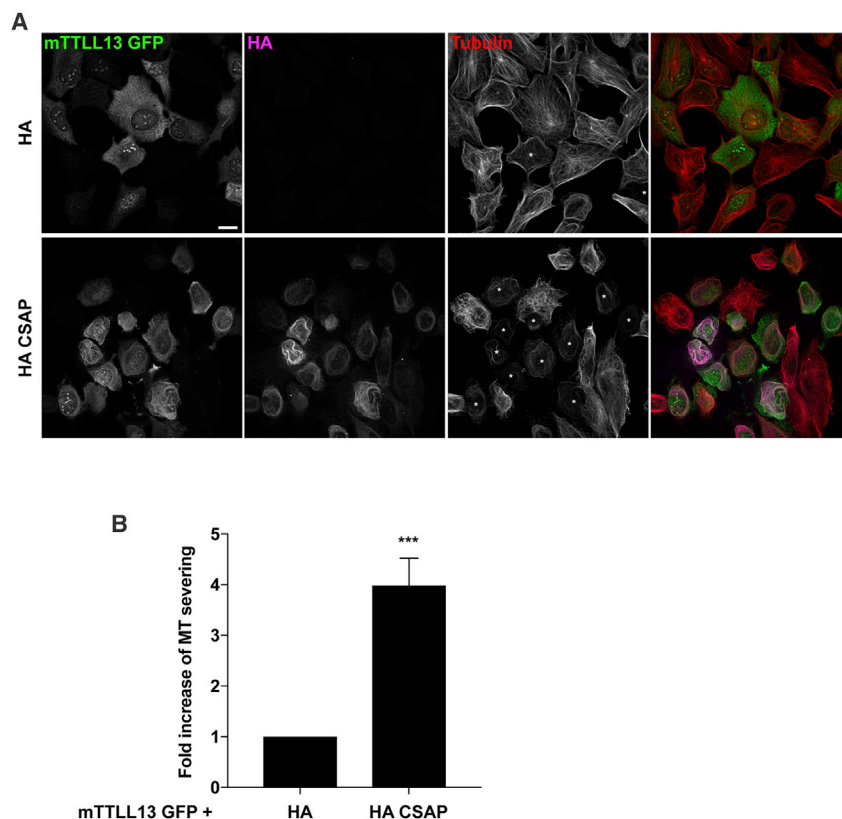 A
mTTLL13 GFP HA Tubulin
HA
HA CSAP
* * * * * * * * * * * *
B
Fold increase of MT severing
5
4
3
2
1
0
***
mTTLL13 GFP + HA HA CSAP